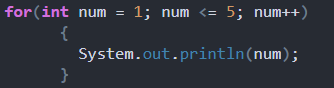 for(int num = 1; num <= 5; num++)
{
System.out.println(num);
}